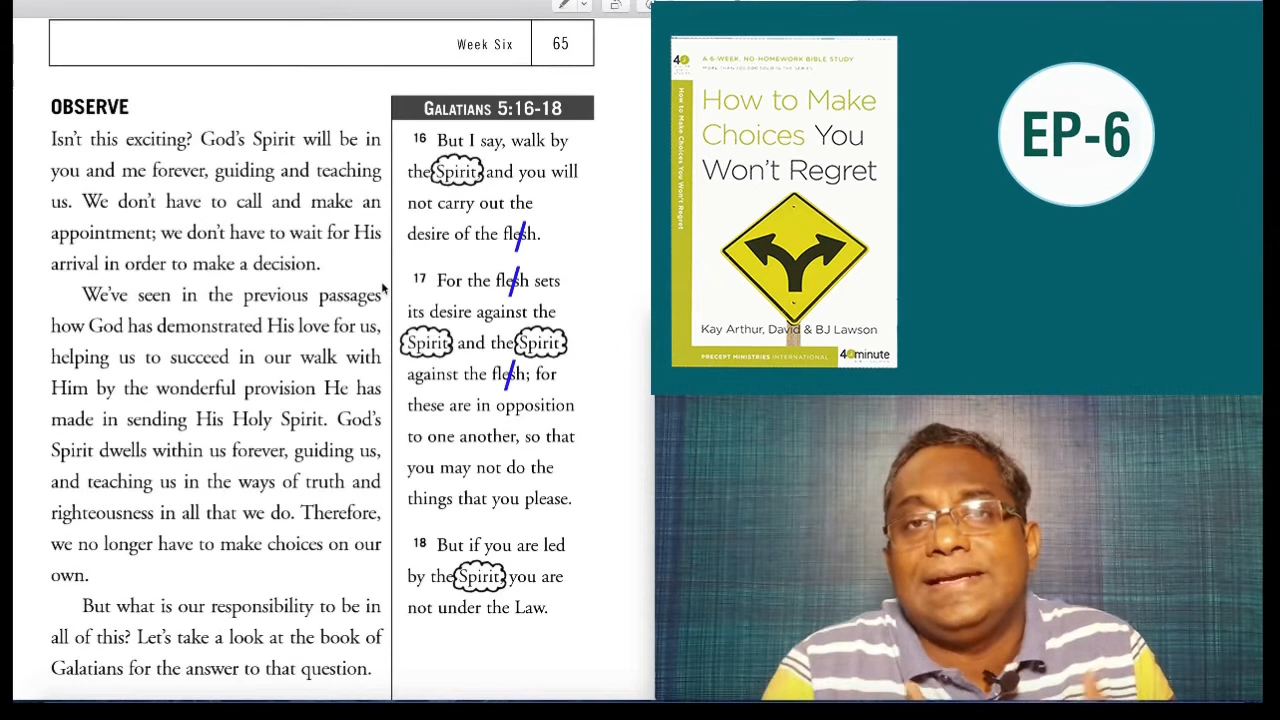 Week Six 65
OBSERVE
Isn't this exciting? God's Spirit will be in
you and me forever, guiding and teaching
us. We don't have to call and make an
appointment; we don't have to wait for His
arrival in order to make a decision.
We've seen in the previous passages
how God has demonstrated His love for us,
helping us to succeed in our walk with
Him by the wonderful provision He has
made in sending His Holy Spirit. God's
Spirit dwells within us forever, guiding us,
and teaching us in the ways of truth and
righteousness in all that we do. Therefore,
we no longer have to make choices on our
own.
But what is our responsibility to be in
all of this? Let's take a look at the book of
Galatians for the answer to that question.
GALATIANS 5:16-18
16 But I say, walk by
the Spirit and you will
not carry out the
desire of the flesh.
17 For the flesh sets
its desire against the
Spirit and the Spirit
against the flesh; for
these are in opposition
to one another, so that
you may not do the
things that you please.
18 But if you are led
by the Spirit you are
not under the Law.
A 6-WEEK, NO-HOMEWORK BIBLE STUDY
How to Make
Choices You
Won't Regret
How to Make Choices You Won't Regret
Kay Arthur, David & BJ Lawson
PRECEPT MINISTRIES INTERNATIONAL
40 minute
EP-6